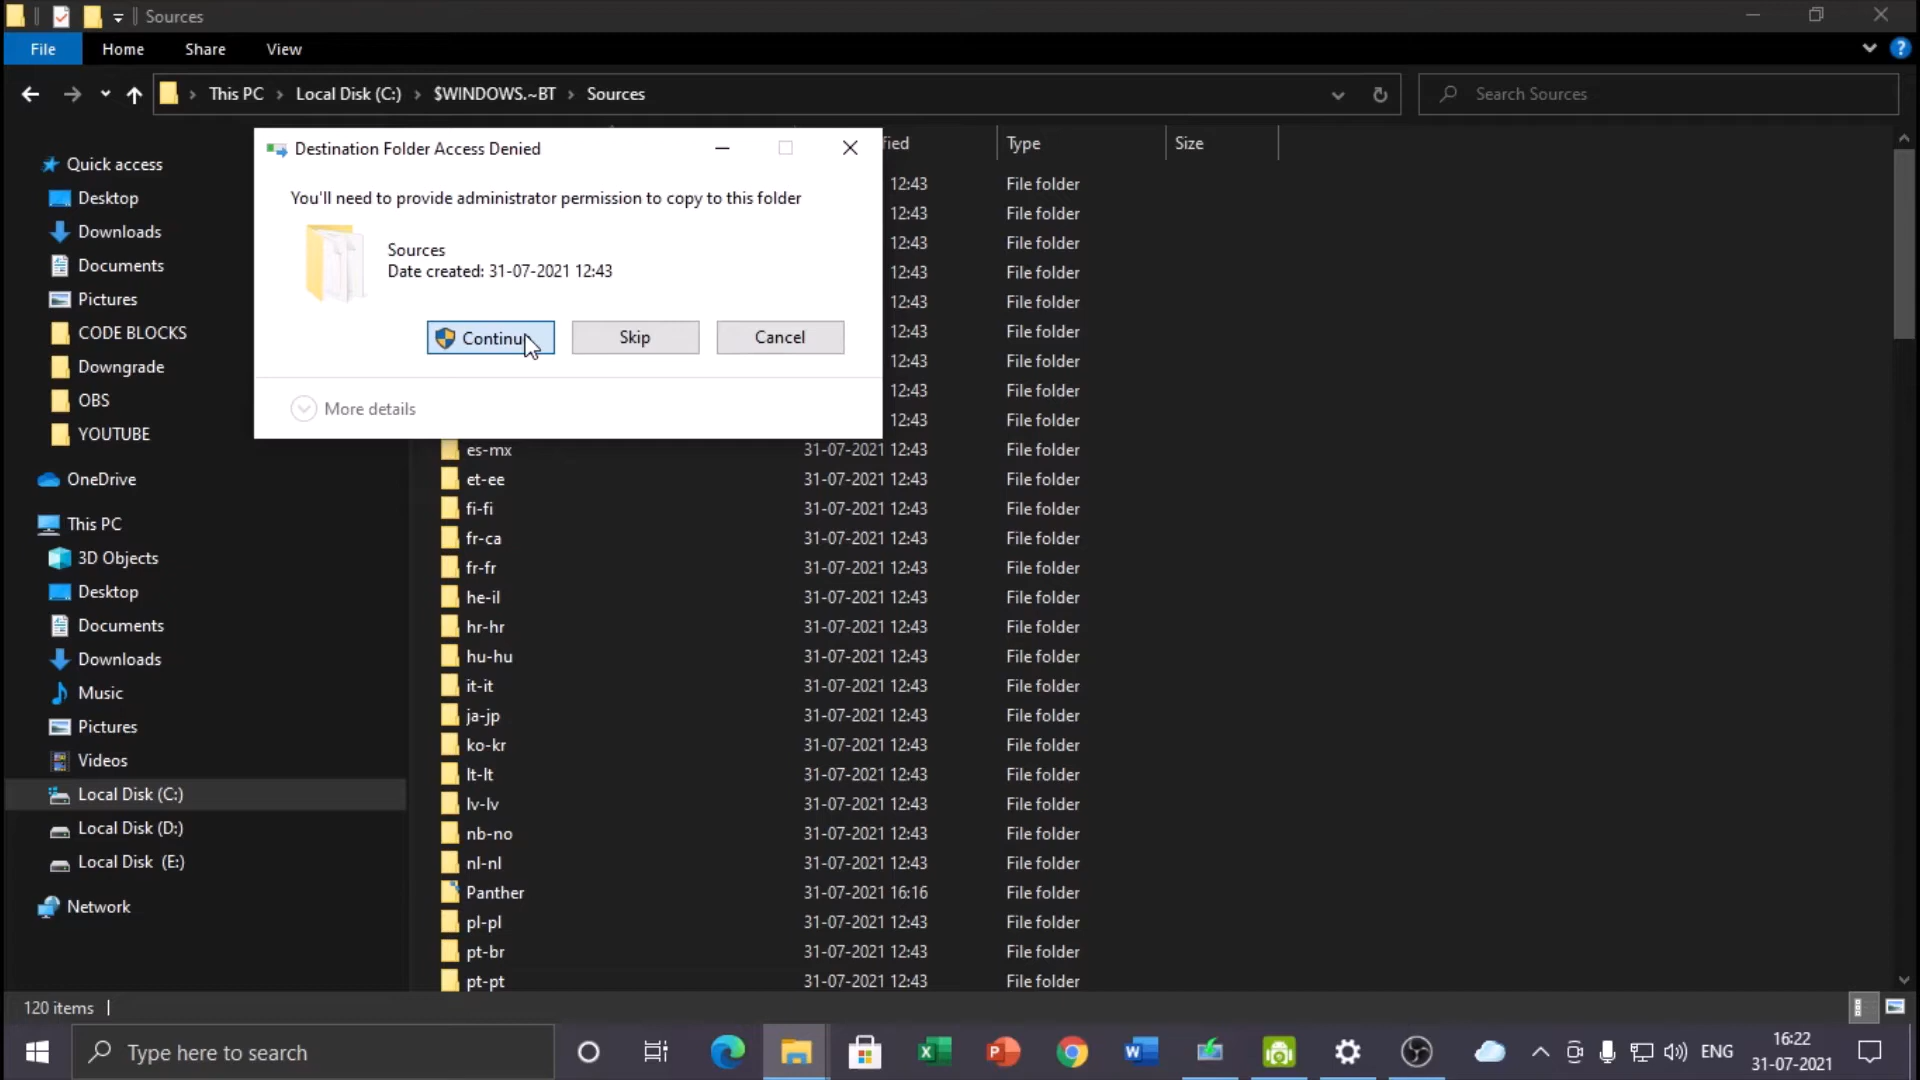 Sources
File
Home
Share
View
This PC
Local Disk (C:)
$WINDOWS.~BT
Sources
Search Sources
Destination Folder Access Denied
You'll need to provide administrator permission to copy to this folder
Sources
Date created: 31-07-2021 12:43
Skip
Cancel
More details
Type
Size
12:43 File folder
12:43 File folder
12:43 File folder
12:43 File folder
12:43 File folder
12:43 File folder
12:43 File folder
12:43 File folder
12:43 File folder
es-mx 31-07-2021 12:43 File folder
et-ee 31-07-2021 12:43 File folder
fi-fi 31-07-2021 12:43 File folder
fr-ca 31-07-2021 12:43 File folder
fr-fr 31-07-2021 12:43 File folder
he-il 31-07-2021 12:43 File folder
hr-hr 31-07-2021 12:43 File folder
hu-hu 31-07-2021 12:43 File folder
it-it 31-07-2021 12:43 File folder
ja-jp 31-07-2021 12:43 File folder
ko-kr 31-07-2021 12:43 File folder
lt-lt 31-07-2021 12:43 File folder
lv-lv 31-07-2021 12:43 File folder
nb-no 31-07-2021 12:43 File folder
nl-nl 31-07-2021 12:43 File folder
Panther 31-07-2021 16:16 File folder
pl-pl 31-07-2021 12:43 File folder
pt-br 31-07-2021 12:43 File folder
pt-pt 31-07-2021 12:43 File folder
Quick access
Desktop
Downloads
Documents
Pictures
CODE BLOCKS
Downgrade
OBS
YOUTUBE
OneDrive
This PC
3D Objects
Desktop
Documents
Downloads
Music
Pictures
Videos
Local Disk (C:)
Local Disk (D:)
Local Disk (E:)
Network
120 items
Type here to search
ENG
16:22
31-07-2021